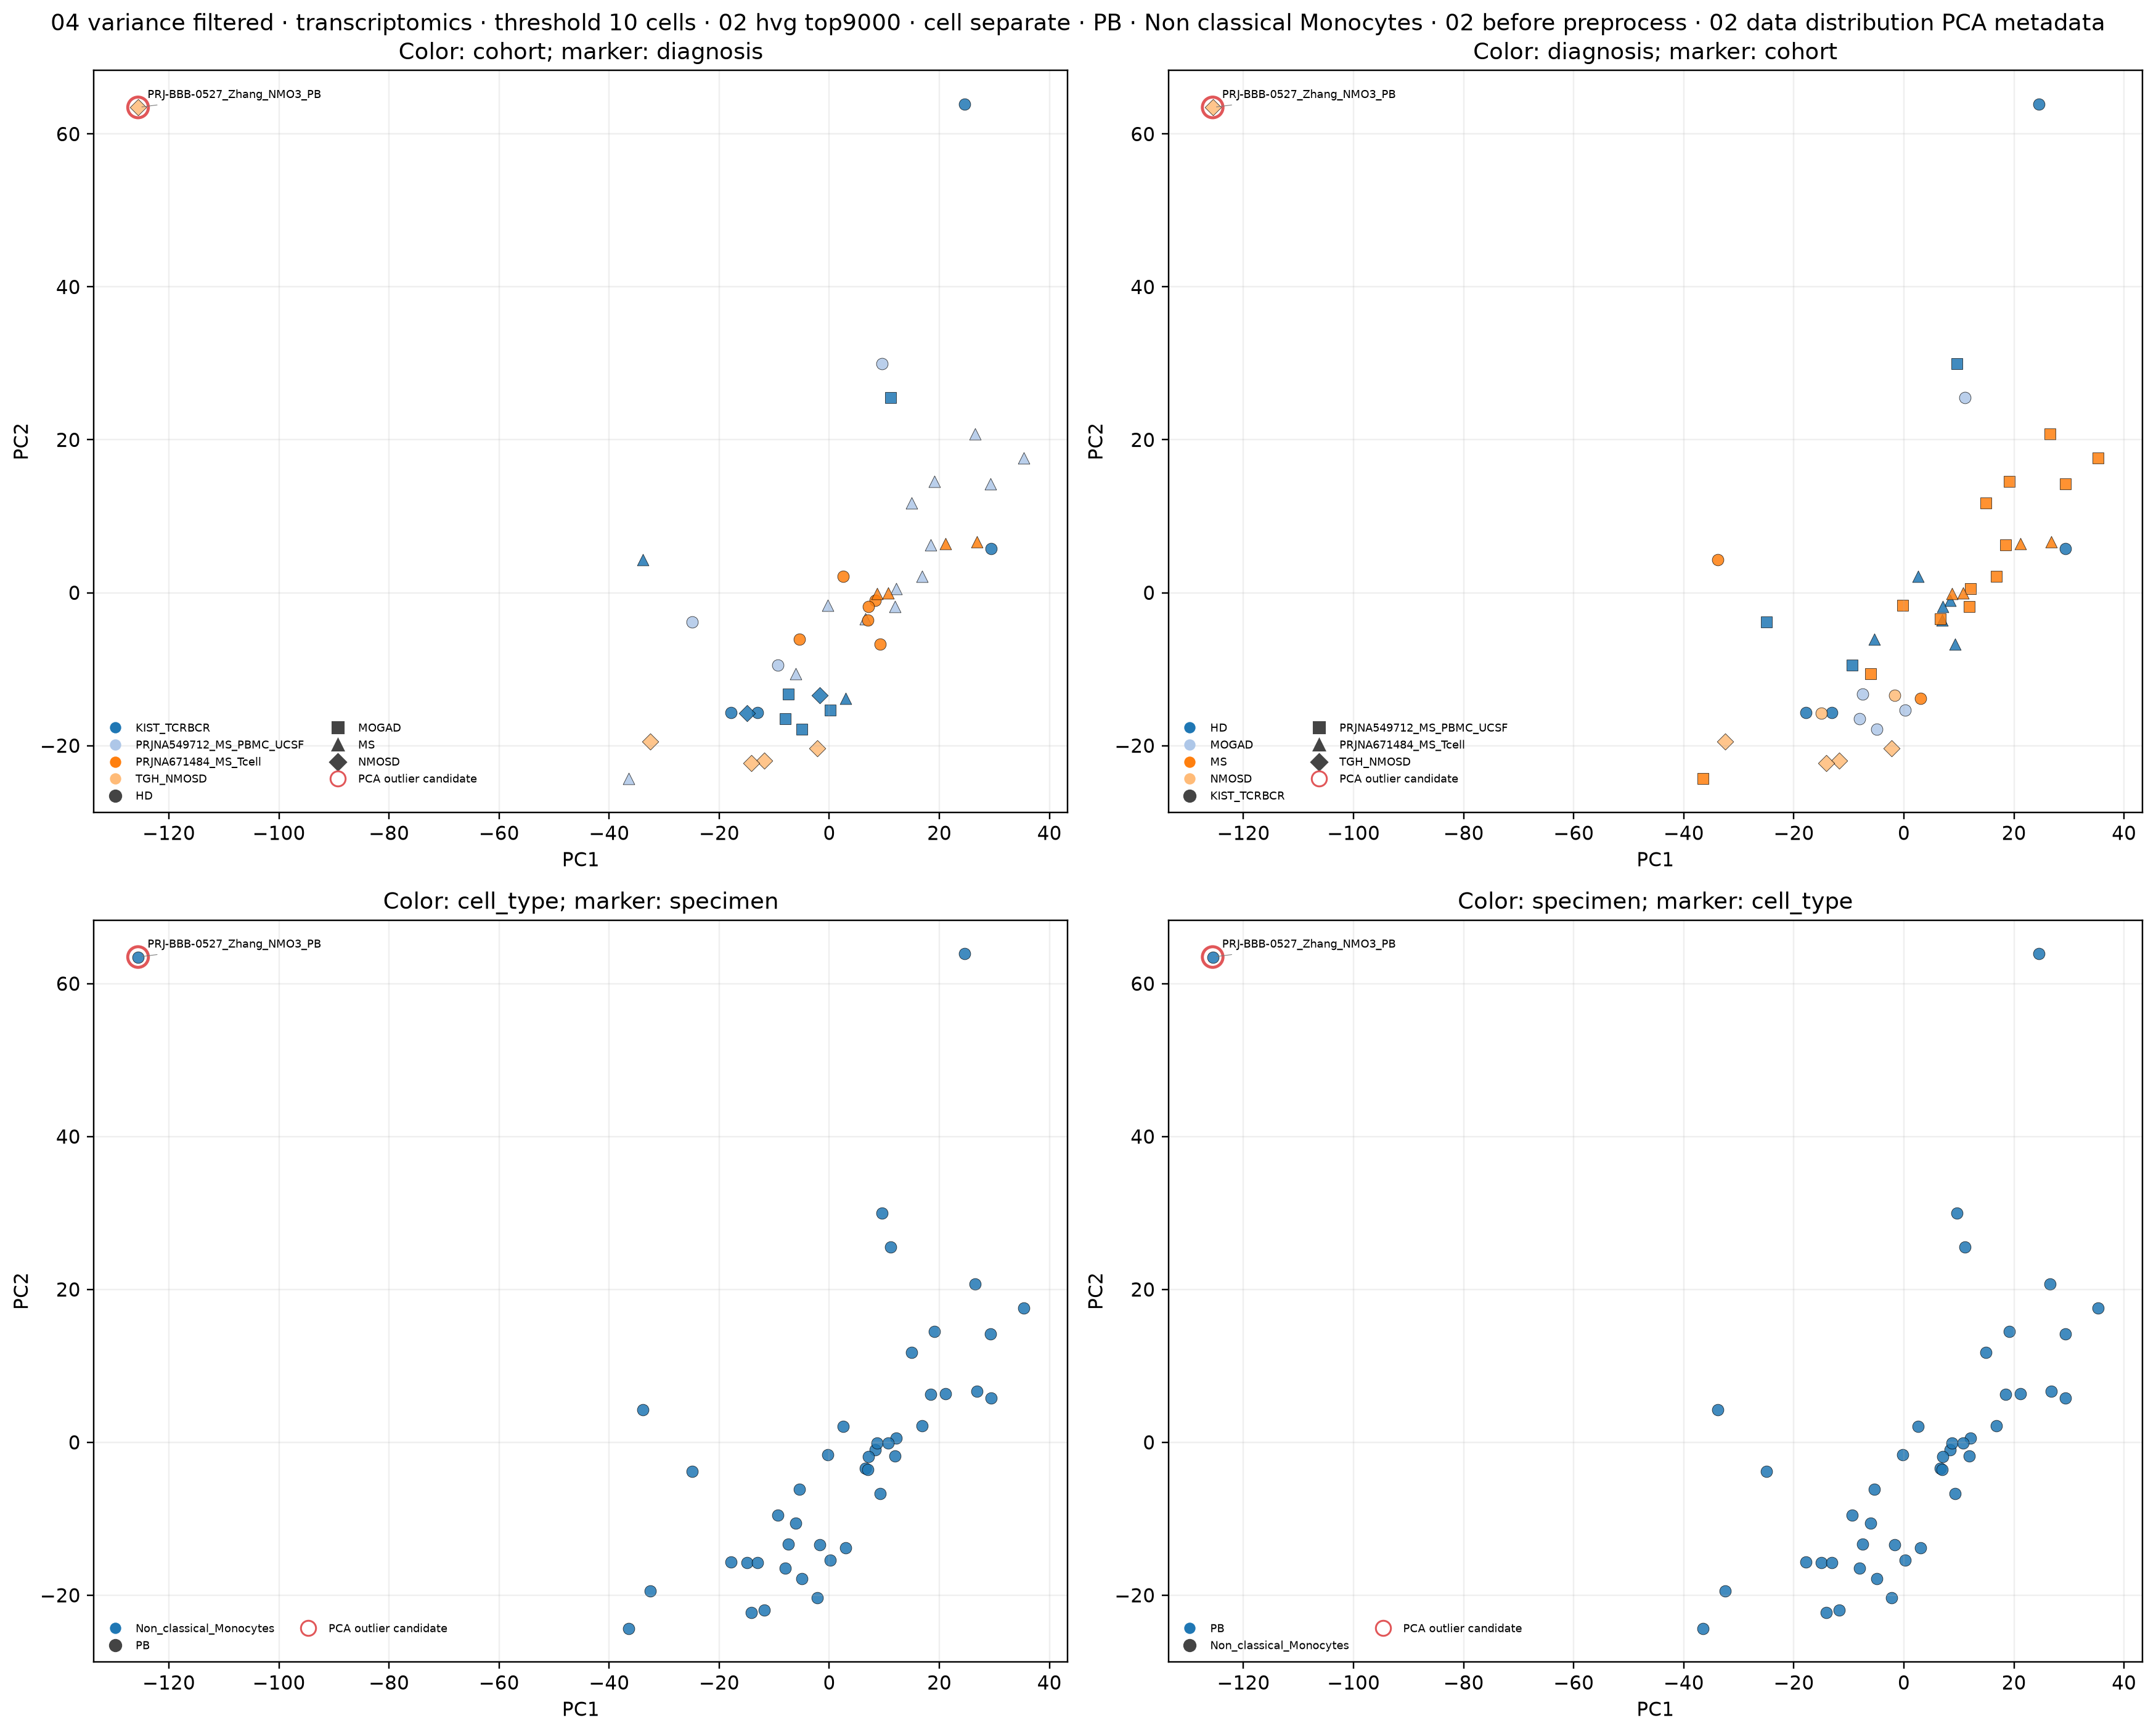 04 variance filtered · transcriptomics · threshold 10 cells · 02 hvg top9000 · cell separate · PB · Non classical Monocytes · 02 before preprocess · 02 data distribution PCA metadata
Color: cohort; marker: diagnosis
PRJ-BBB-0527_Zhang_NMO3_PB
60
40
20
0
−20
PC2
KIST_TCRBCR
PRJNA549712_MS_PBMC_UCSF
PRJNA671484_MS_Tcell
TGH_NMOSD
HD
MOGAD
MS
NMOSD
PCA outlier candidate
−120 −100 −80 −60 −40 −20 0 20 40
PC1
Color: diagnosis; marker: cohort
PRJ-BBB-0527_Zhang_NMO3_PB
60
40
20
0
−20
PC2
HD
MOGAD
MS
NMOSD
KIST_TCRBCR
PRJNA549712_MS_PBMC_UCSF
PRJNA671484_MS_Tcell
TGH_NMOSD
PCA outlier candidate
−120 −100 −80 −60 −40 −20 0 20 40
PC1
Color: cell_type; marker: specimen
PRJ-BBB-0527_Zhang_NMO3_PB
60
40
20
0
−20
PC2
Non_classical_Monocytes
PB
PCA outlier candidate
−120 −100 −80 −60 −40 −20 0 20 40
PC1
Color: specimen; marker: cell_type
PRJ-BBB-0527_Zhang_NMO3_PB
60
40
20
0
−20
PC2
PB
Non_classical_Monocytes
PCA outlier candidate
−120 −100 −80 −60 −40 −20 0 20 40
PC1